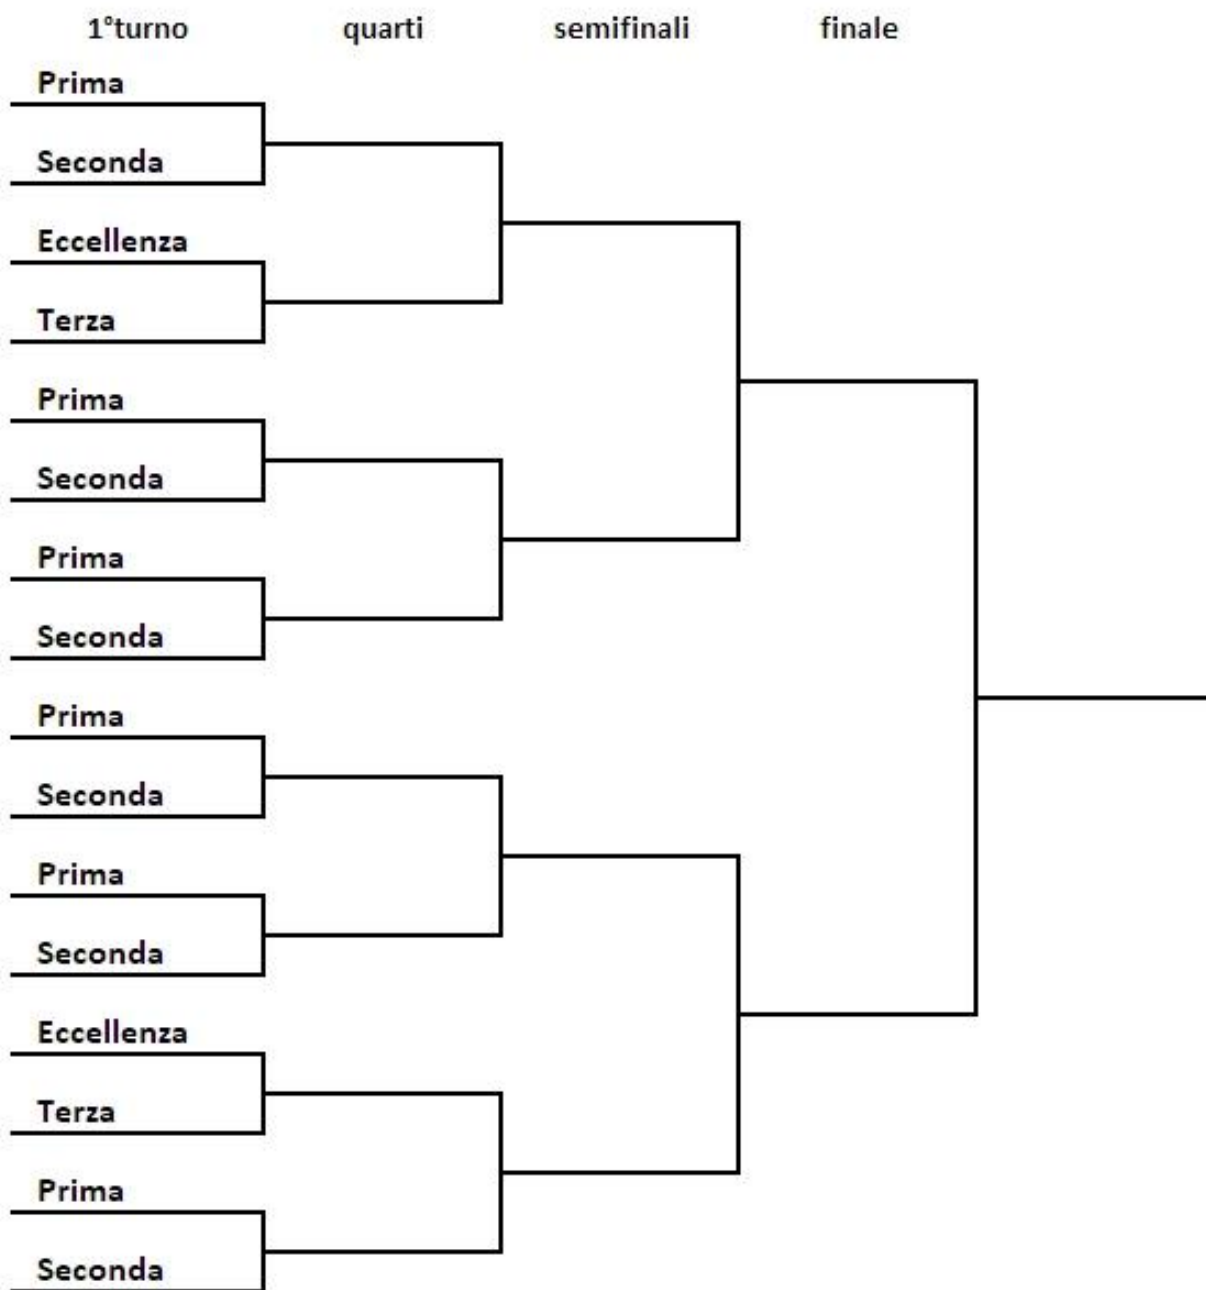 1°turno quarti semifinali finale
Prima
Seconda
Eccellenza
Terza
Prima
Seconda
Prima
Seconda
Prima
Seconda
Prima
Seconda
Eccellenza
Terza
Prima
Seconda